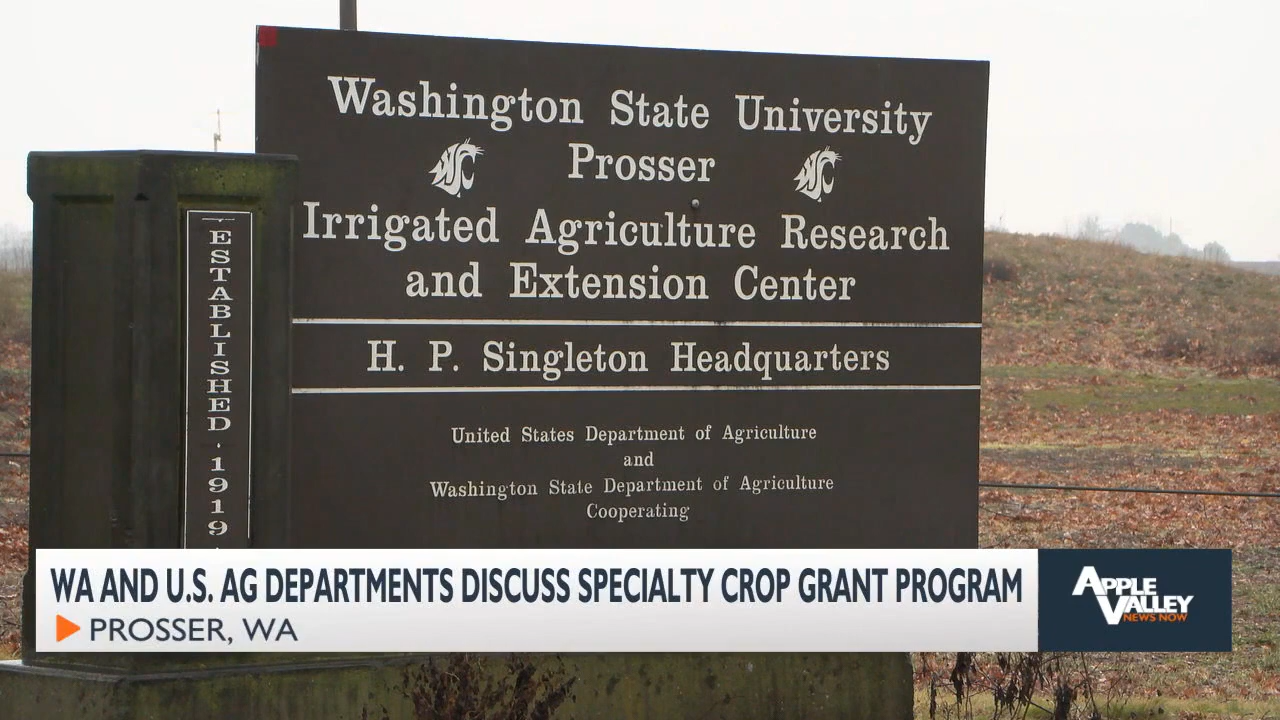 Washington State University
Prosser
Irrigated Agriculture Research
and Extension Center
H. P. Singleton Headquarters
United States Department of Agriculture
and
Washington State Department of Agriculture
Cooperating
ESTABLISHED · 1919
WA AND U.S. AG DEPARTMENTS DISCUSS SPECIALTY CROP GRANT PROGRAM
PROSSER, WA
APPLE
VALLEY
NEWS NOW